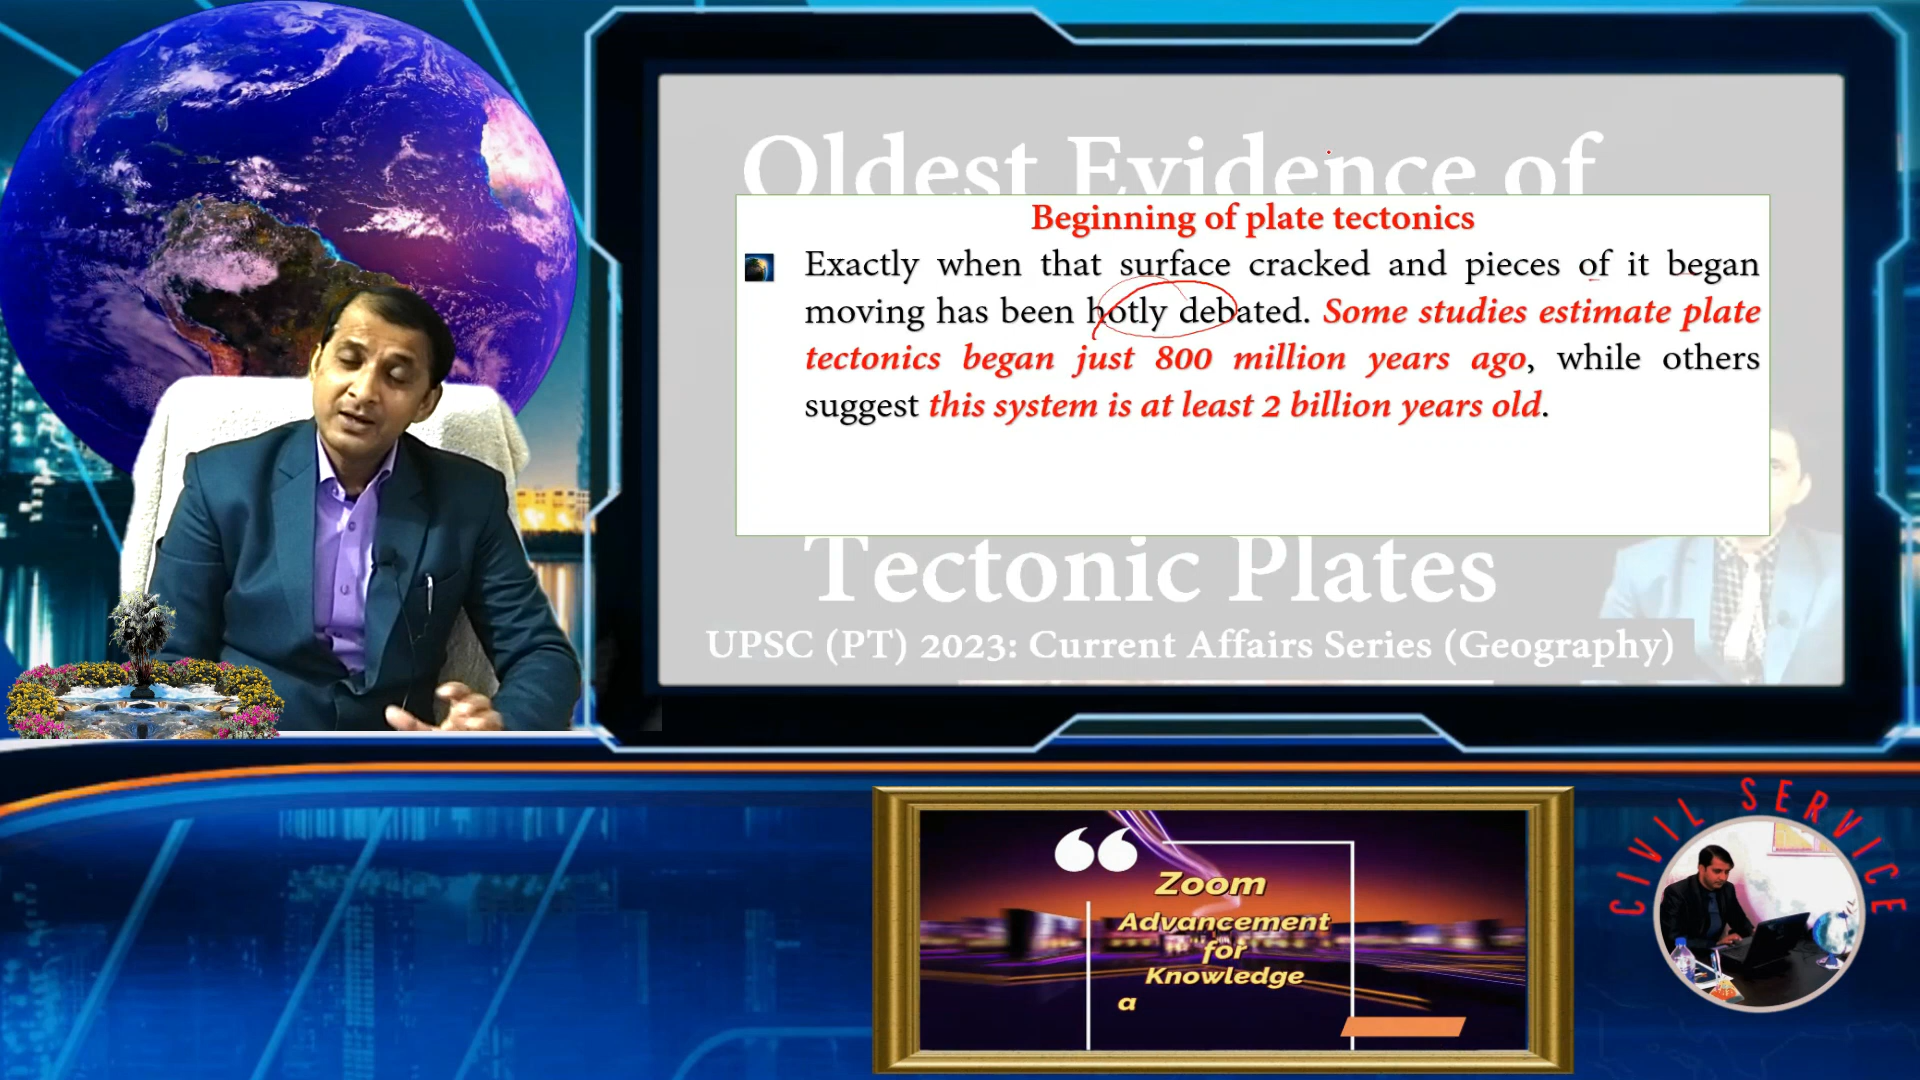 Oldest Evidence of
Beginning of plate tectonics
Exactly when that surface cracked and pieces of it began
moving has been hotly debated. Some studies estimate plate
tectonics began just 800 million years ago, while others
suggest this system is at least 2 billion years old.
Tectonic Plates
UPSC (PT) 2023: Current Affairs Series (Geography)
“
Zoom
Advancement
for
Knowledge
a
CIVIL SERVICE